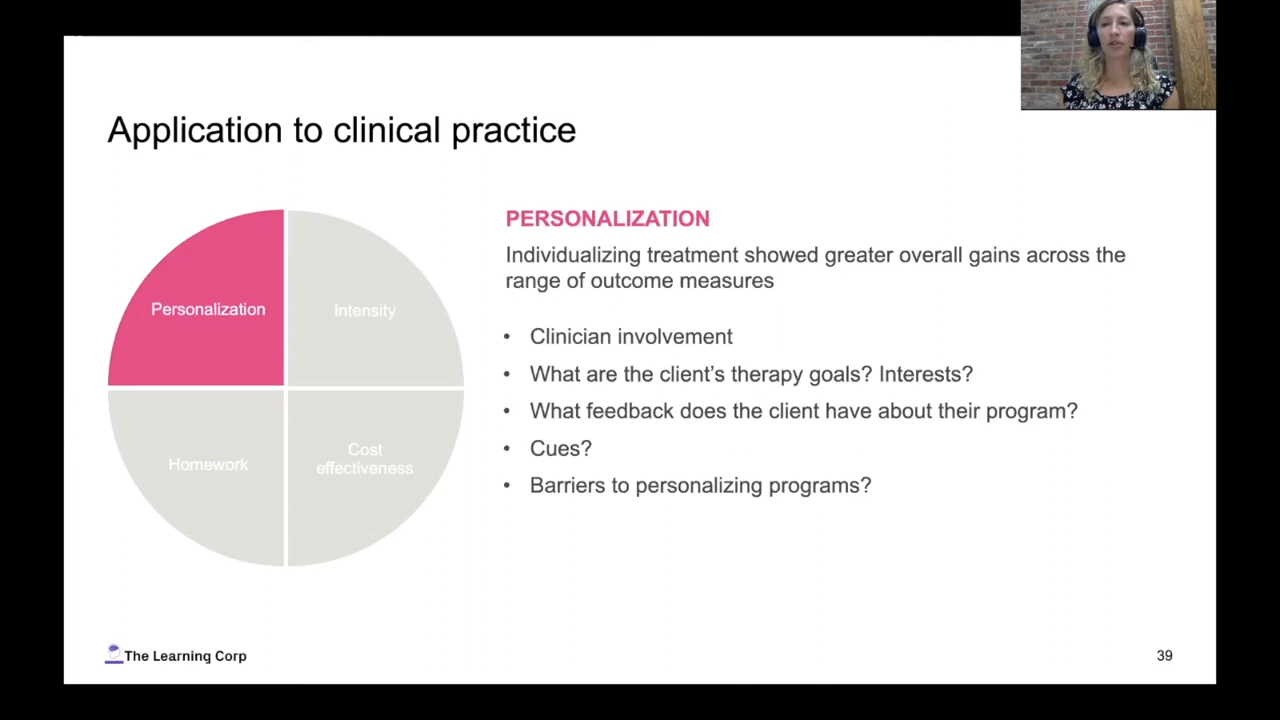 Application to clinical practice
Personalization
Intensity
Homework
Cost
effectiveness
PERSONALIZATION
Individualizing treatment showed greater overall gains across the
range of outcome measures
• Clinician involvement
• What are the client’s therapy goals? Interests?
• What feedback does the client have about their program?
• Cues?
• Barriers to personalizing programs?
The Learning Corp
39